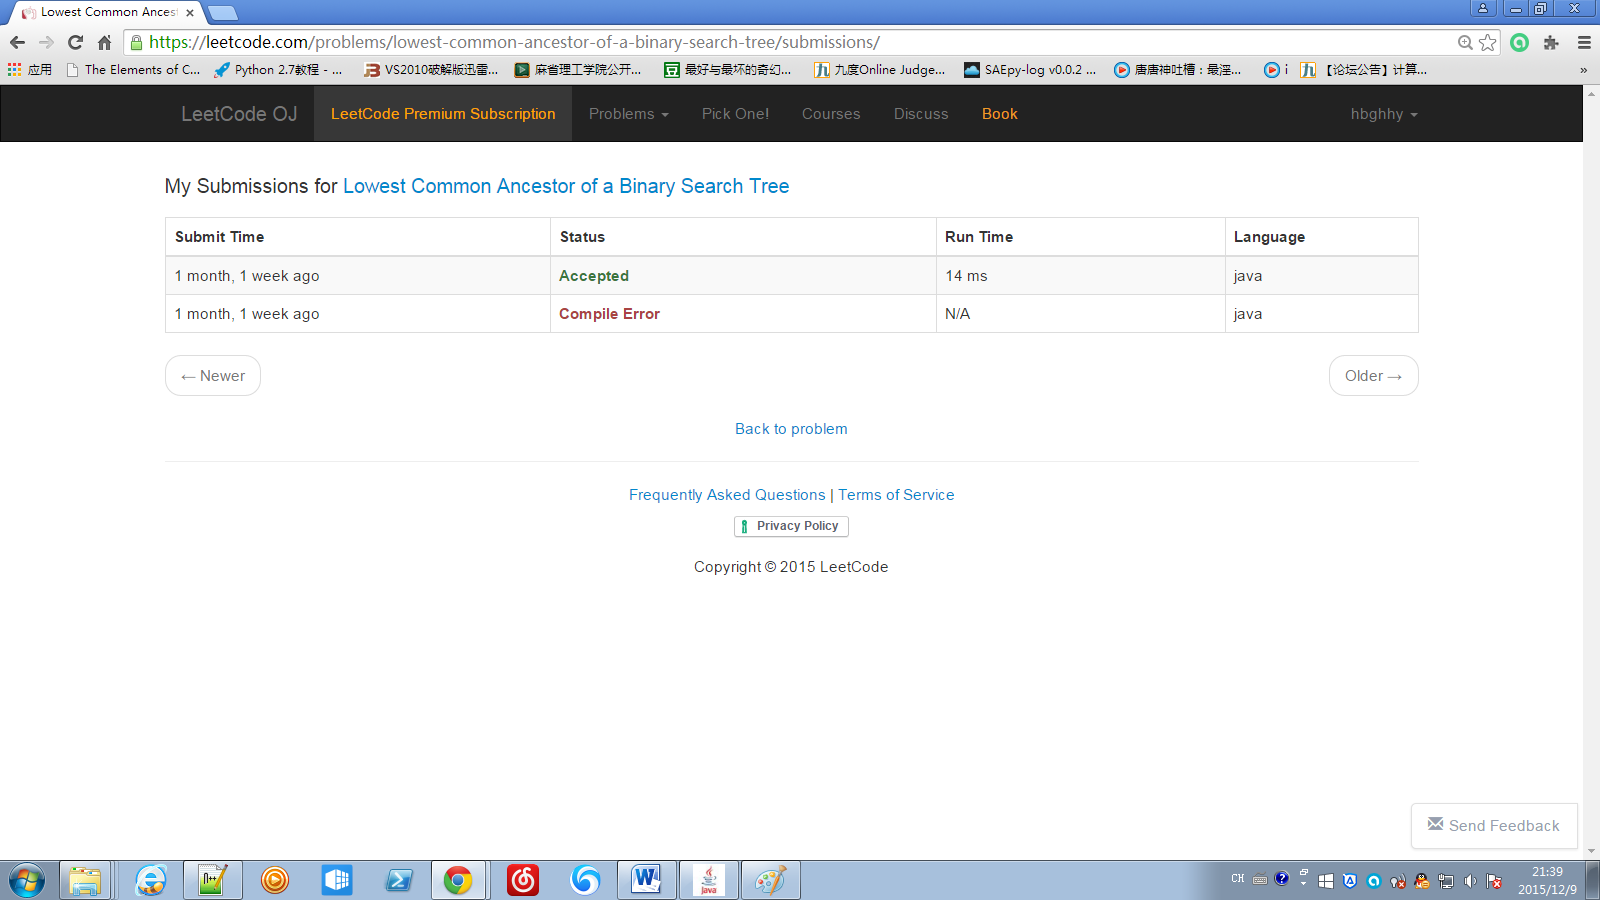 Lowest Common Ancest
https://leetcode.com/problems/lowest-common-ancestor-of-a-binary-search-tree/submissions/
应用 The Elements of C... Python 2.7教程 - ... VS2010破解版迅雷... 麻省理工学院公开... 最好与最坏的奇幻... 九度Online Judge... SAEpy-log v0.0.2 ... 唐唐神吐槽：最淫... i 【论坛公告】计算... »
LeetCode OJ LeetCode Premium Subscription Problems Pick One! Courses Discuss Book hbghhy
My Submissions for Lowest Common Ancestor of a Binary Search Tree
Submit Time Status Run Time Language
1 month, 1 week ago Accepted 14 ms java
1 month, 1 week ago Compile Error N/A java
← Newer Older →
Back to problem
Frequently Asked Questions | Terms of Service
Privacy Policy
Copyright © 2015 LeetCode
Send Feedback
CH 21:39
2015/12/9